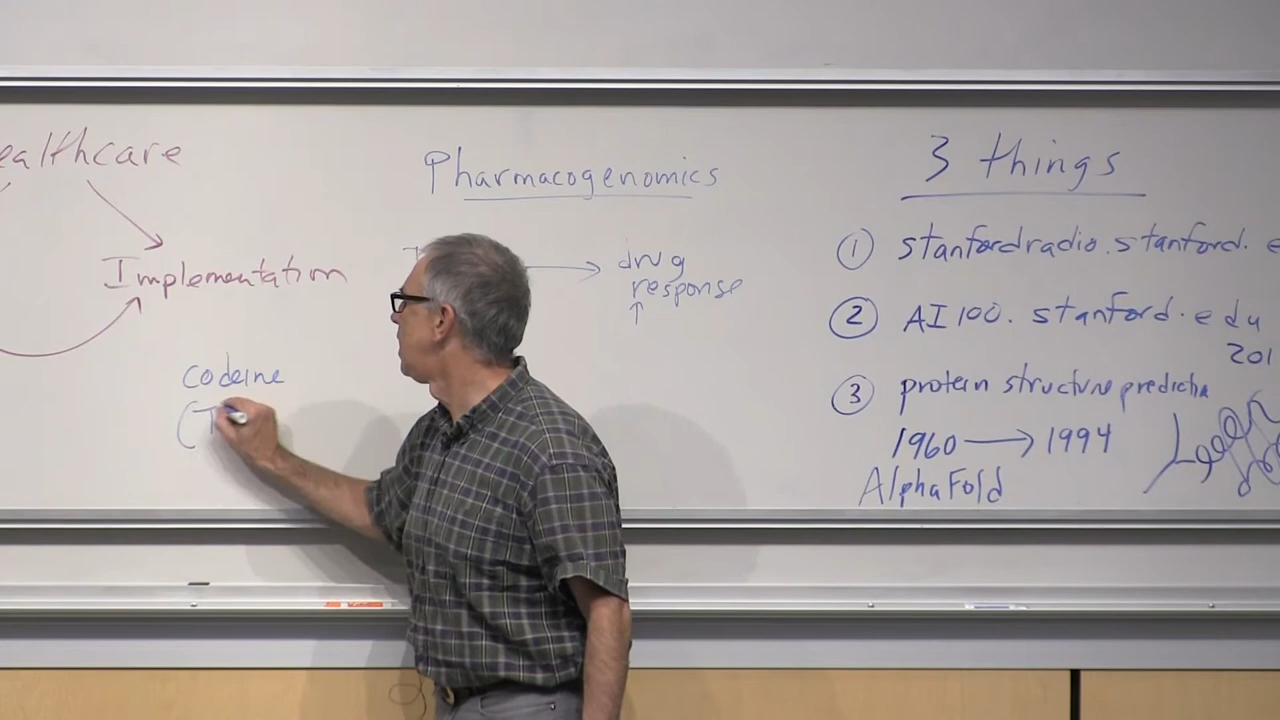 ealthcare
Implementation
codeine
(T
Pharmacogenomics
drug
response
↑
3 things
① stanfordradio.stanford.e
② AI100.stanford.edu
201
③ protein structure predictio
1960 → 1994
AlphaFold